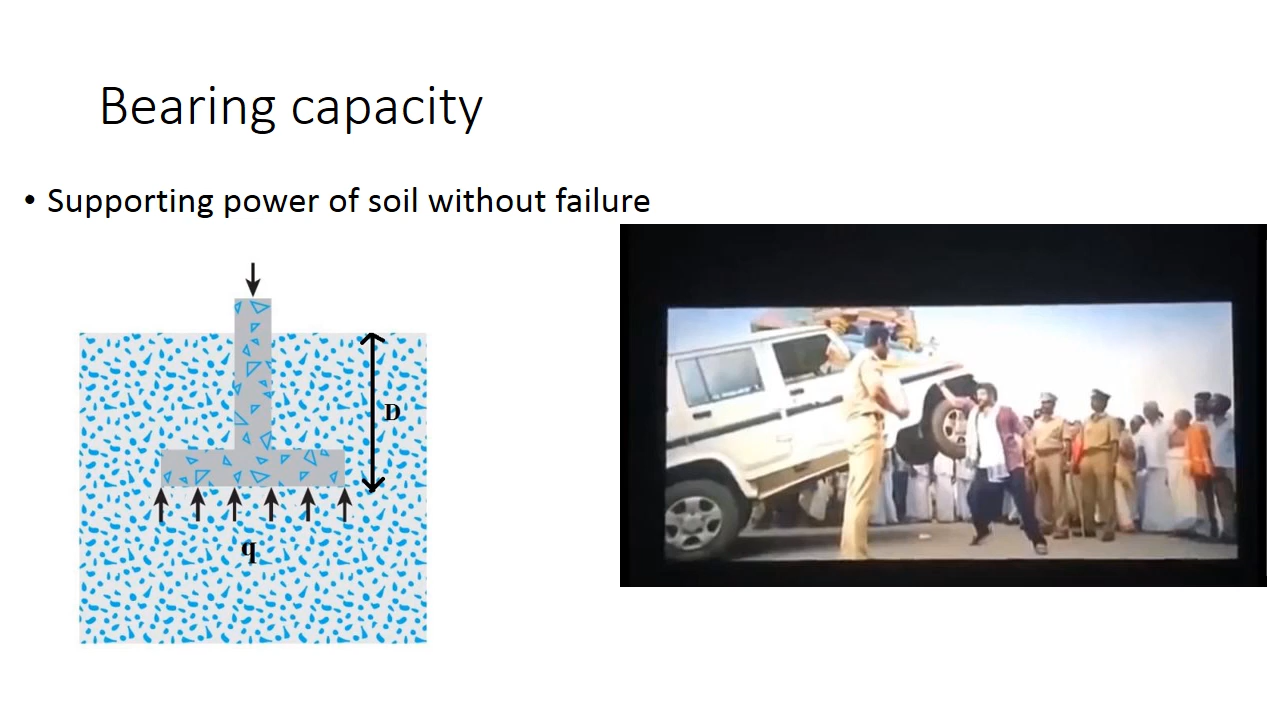 Bearing capacity
• Supporting power of soil without failure
D
q